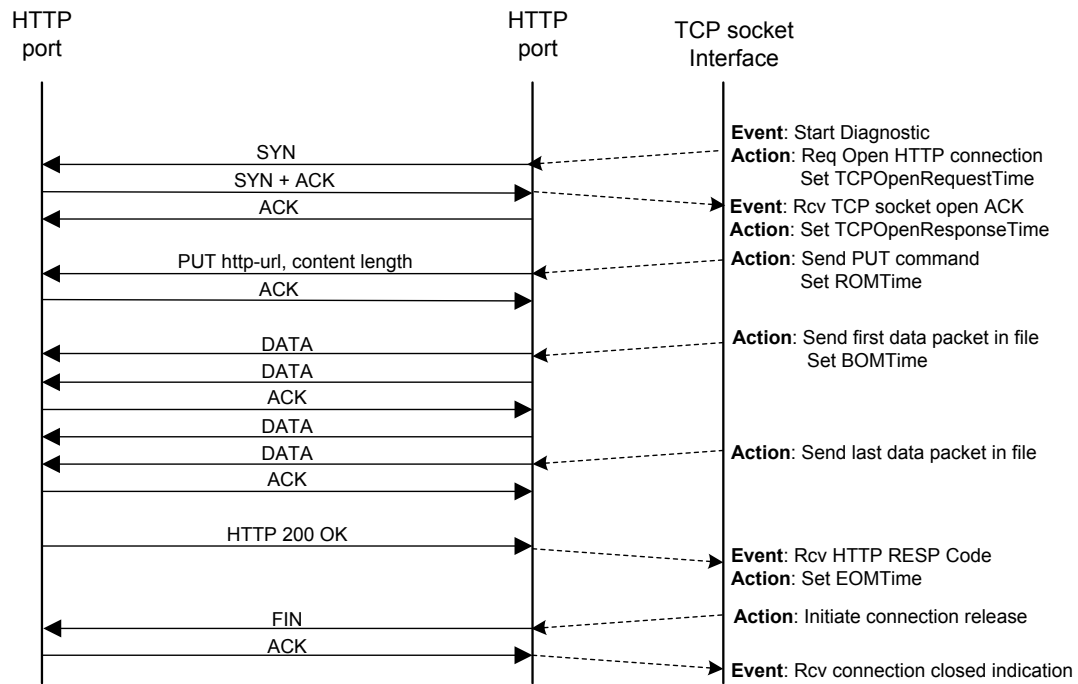 HTTP
port
HTTP
port
TCP socket
Interface
Event: Start Diagnostic
SYN
Action: Req Open HTTP connection
Set TCPOpenRequestTime
SYN + ACK
Event: Rcv TCP socket open ACK
ACK
Action: Set TCPOpenResponseTime
PUT http-url, content length
Action: Send PUT command
Set ROMTime
ACK
Action: Send first data packet in file
DATA
Set BOMTime
DATA
ACK
DATA
DATA
Action: Send last data packet in file
ACK
HTTP 200 OK
Event: Rcv HTTP RESP Code
Action: Set EOMTime
FIN
Action: Initiate connection release
ACK
Event: Rcv connection closed indication